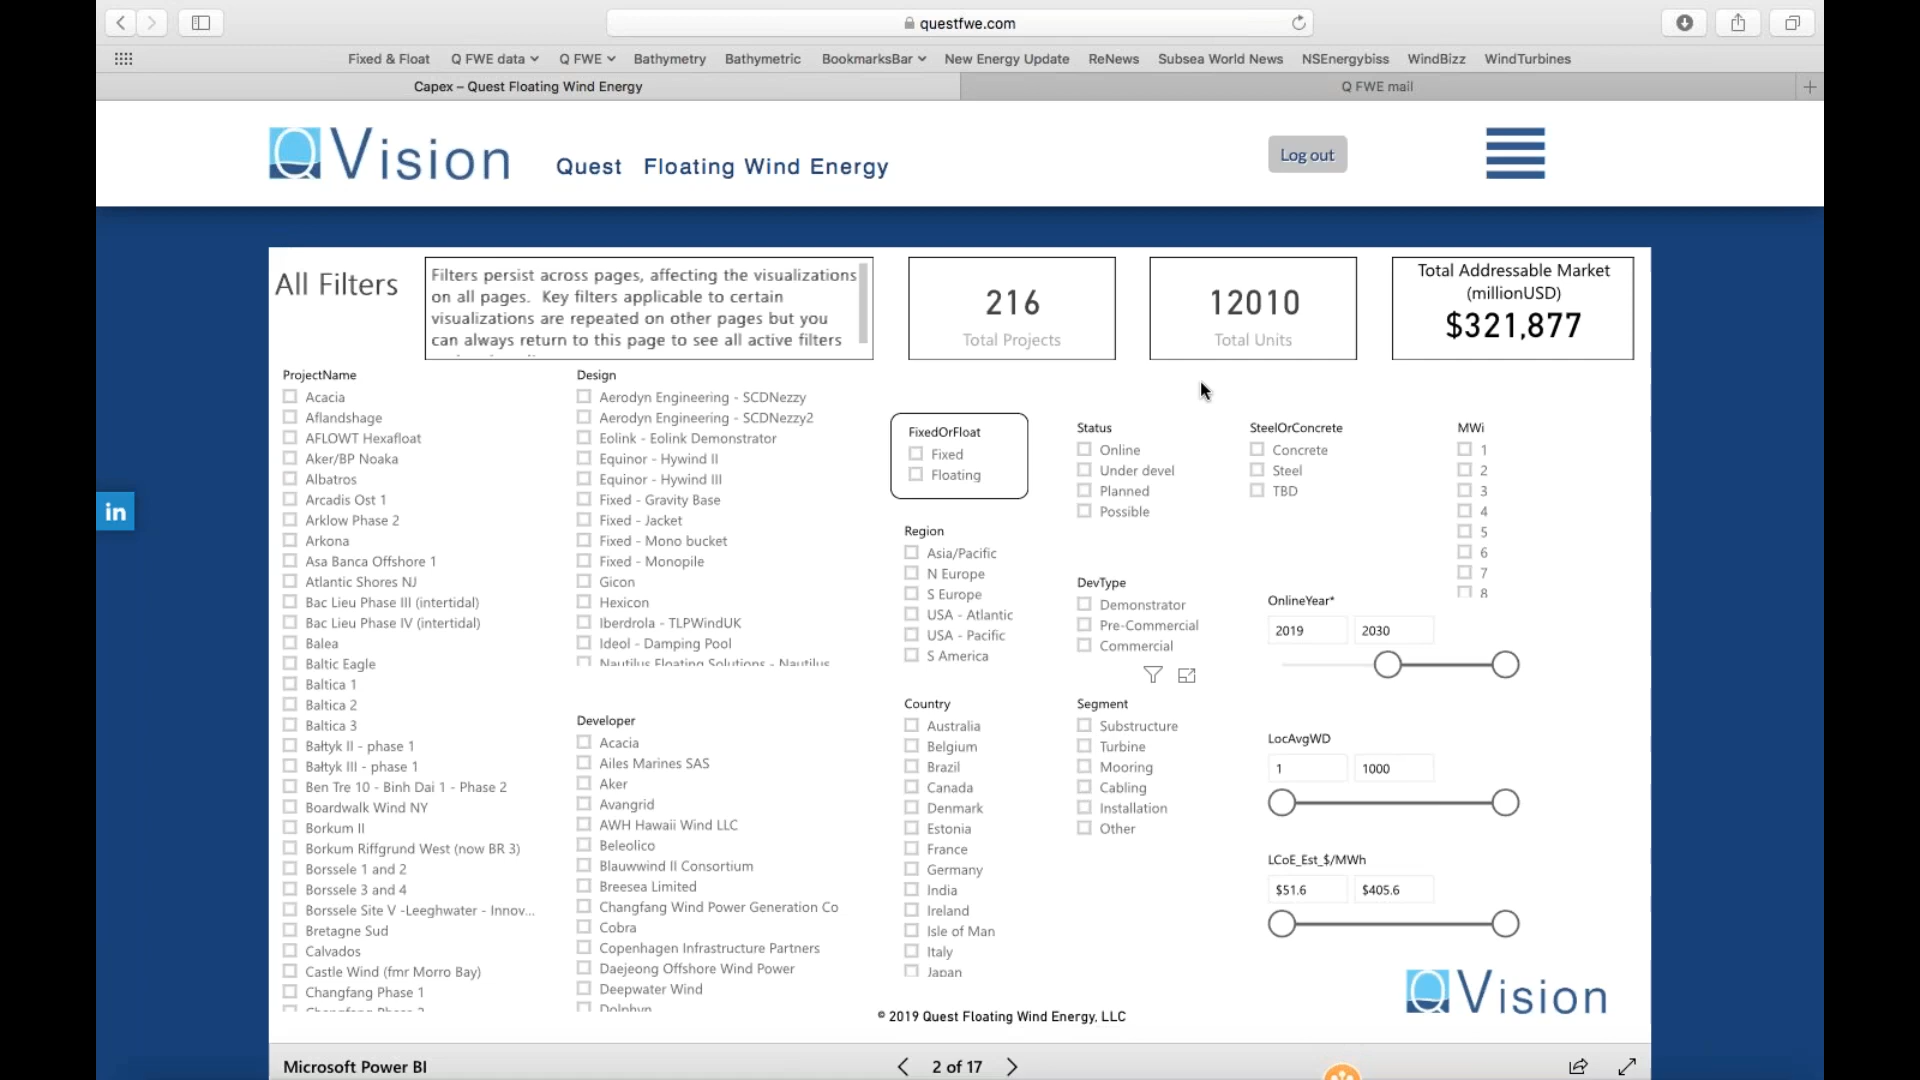 questfwe.com
Fixed & Float
Q FWE data
Q FWE
Bathymetry
Bathymetric
BookmarksBar
New Energy Update
ReNews
Subsea World News
NSEnergybiss
WindBizz
WindTurbines
Capex – Quest Floating Wind Energy
Q FWE mail
QVision
Quest Floating Wind Energy
Log out
in
All Filters
Filters persist across pages, affecting the visualizations
on all pages. Key filters applicable to certain
visualizations are repeated on other pages but you
can always return to this page to see all active filters
216
Total Projects
12010
Total Units
Total Addressable Market
(millionUSD)
$321,877
ProjectName
Acacia
Aflandshage
AFLOWT Hexafloat
Aker/BP Noaka
Albatros
Arcadis Ost 1
Arklow Phase 2
Arkona
Asa Banca Offshore 1
Atlantic Shores NJ
Bac Lieu Phase III (intertidal)
Bac Lieu Phase IV (intertidal)
Balea
Baltic Eagle
Baltica 1
Baltica 2
Baltica 3
Bałtyk II - phase 1
Bałtyk III - phase 1
Ben Tre 10 - Binh Dai 1 - Phase 2
Boardwalk Wind NY
Borkum II
Borkum Riffgrund West (now BR 3)
Borssele 1 and 2
Borssele 3 and 4
Borssele Site V -Leeghwater - Innov...
Bretagne Sud
Calvados
Castle Wind (fmr Morro Bay)
Changfang Phase 1
Design
Aerodyn Engineering - SCDNezzy
Aerodyn Engineering - SCDNezzy2
Eolink - Eolink Demonstrator
Equinor - Hywind II
Equinor - Hywind III
Fixed - Gravity Base
Fixed - Jacket
Fixed - Mono bucket
Fixed - Monopile
Gicon
Hexicon
Iberdrola - TLPWindUK
Ideol - Damping Pool
Nautilus Floating Solutions - Nautilus
Developer
Acacia
Ailes Marines SAS
Aker
Avangrid
AWH Hawaii Wind LLC
Beleolico
Blauwwind II Consortium
Breesea Limited
Changfang Wind Power Generation Co
Cobra
Copenhagen Infrastructure Partners
Daejeong Offshore Wind Power
Deepwater Wind
Dolphyn
FixedOrFloat
Fixed
Floating
Region
Asia/Pacific
N Europe
S Europe
USA - Atlantic
USA - Pacific
S America
Country
Australia
Belgium
Brazil
Canada
Denmark
Estonia
France
Germany
India
Ireland
Isle of Man
Italy
Japan
Status
Online
Under devel
Planned
Possible
DevType
Demonstrator
Pre-Commercial
Commercial
Segment
Substructure
Turbine
Mooring
Cabling
Installation
Other
SteelOrConcrete
Concrete
Steel
TBD
MWi
1
2
3
4
5
6
7
8
OnlineYear*
2019
2030
LocAvgWD
1
1000
LCoE_Est_$/MWh
$51.6
$405.6
QVision
© 2019 Quest Floating Wind Energy, LLC
Microsoft Power BI
2 of 17